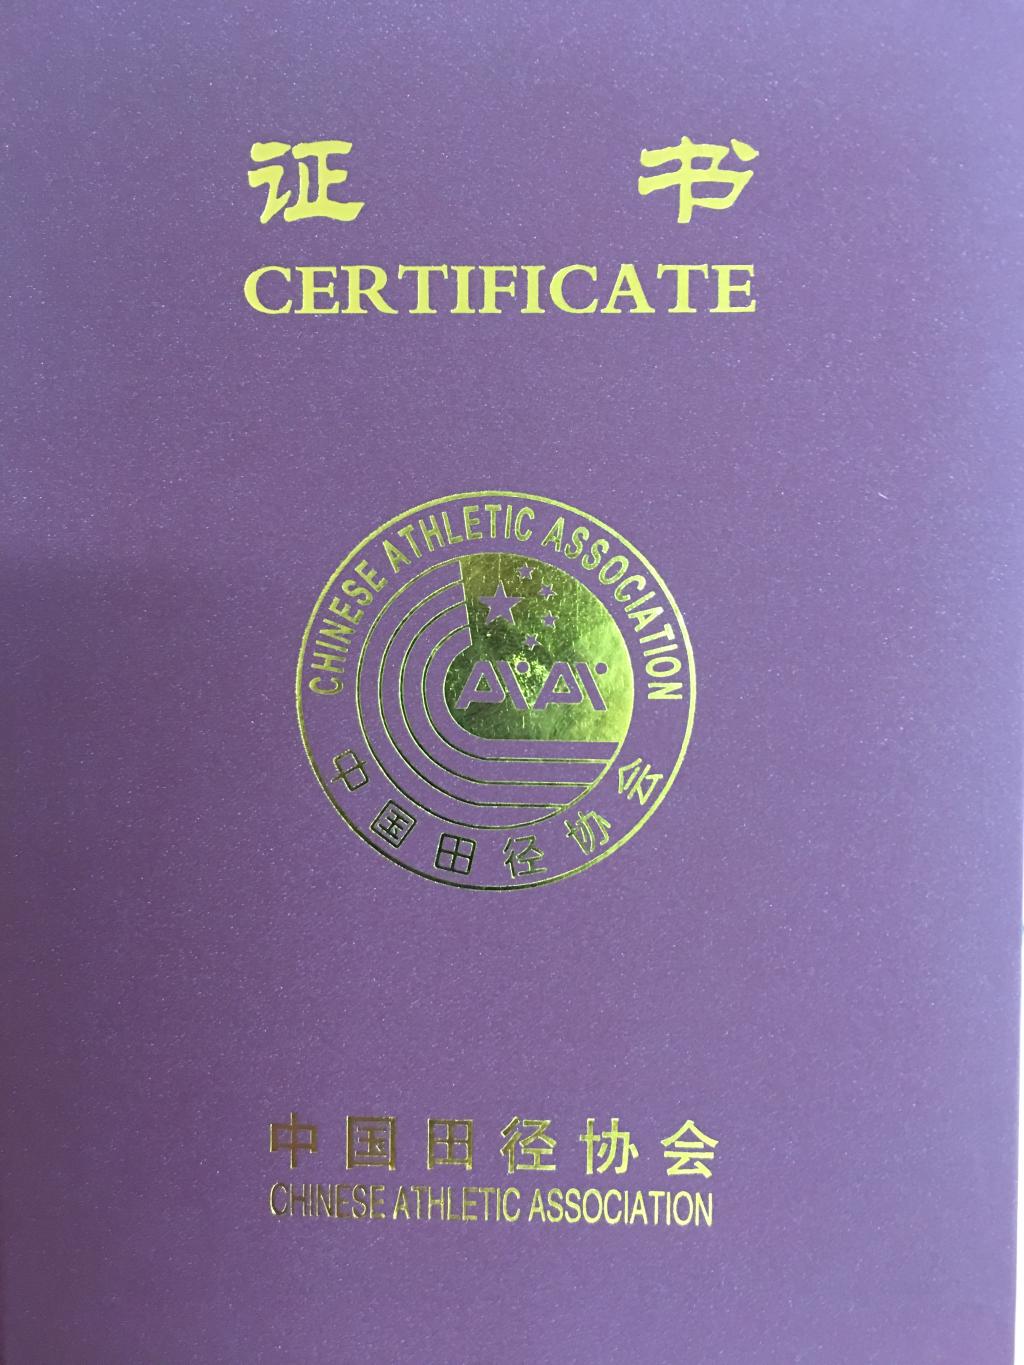 证书
CERTIFICATE
CHINESE ATHLETIC ASSOCIATION
中国田径协会
中国田径协会
CHINESE ATHLETIC ASSOCIATION